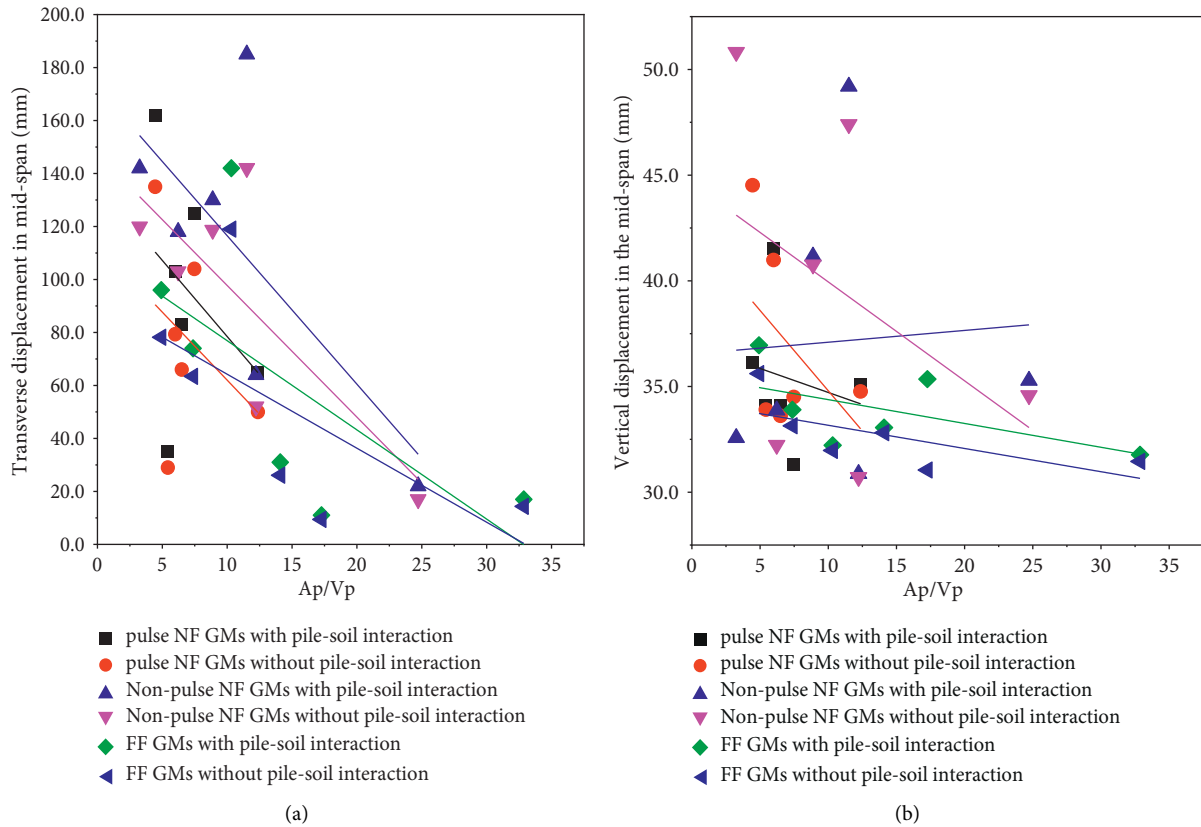 200.0
180.0
160.0
140.0
120.0
100.0
80.0
60.0
40.0
20.0
0.0
Transverse displacement in mid-span (mm)
0 5 10 15 20 25 30 35
Ap/Vp
pulse NF GMs with pile-soil interaction
pulse NF GMs without pile-soil interaction
Non-pulse NF GMs with pile-soil interaction
Non-pulse NF GMs without pile-soil interaction
FF GMs with pile-soil interaction
FF GMs without pile-soil interaction
(a)
50.0
45.0
40.0
35.0
30.0
Vertical displacement in the mid-span (mm)
0 5 10 15 20 25 30 35
Ap/Vp
pulse NF GMs with pile-soil interaction
pulse NF GMs without pile-soil interaction
Non-pulse NF GMs with pile-soil interaction
Non-pulse NF GMs without pile-soil interaction
FF GMs with pile-soil interaction
FF GMs without pile-soil interaction
(b)